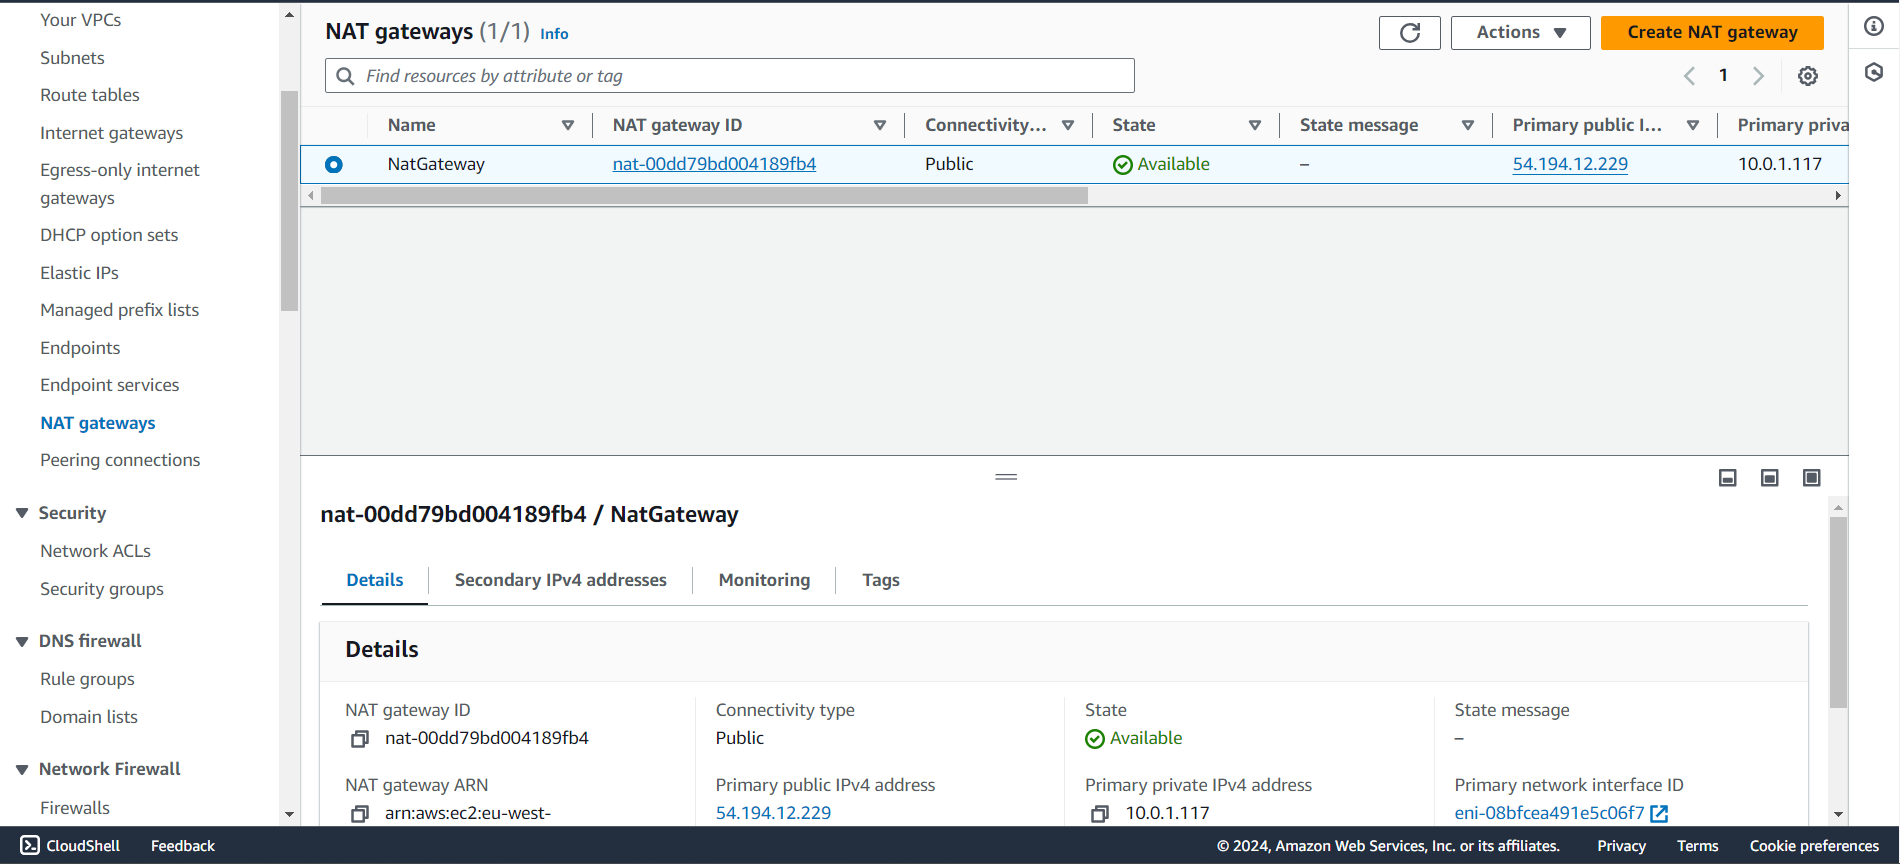 Your VPCs
Subnets
Route tables
Internet gateways
Egress-only internet
gateways
DHCP option sets
Elastic IPs
Managed prefix lists
Endpoints
Endpoint services
NAT gateways
Peering connections
Security
Network ACLs
Security groups
DNS firewall
Rule groups
Domain lists
Network Firewall
Firewalls
NAT gateways (1/1) Info
Actions
Create NAT gateway
Find resources by attribute or tag
1
Name NAT gateway ID Connectivity... State State message Primary public I... Primary priva
NatGateway nat-00dd79bd004189fb4 Public Available – 54.194.12.229 10.0.1.117
nat-00dd79bd004189fb4 / NatGateway
Details Secondary IPv4 addresses Monitoring Tags
Details
NAT gateway ID Connectivity type State State message
nat-00dd79bd004189fb4 Public Available –
NAT gateway ARN Primary public IPv4 address Primary private IPv4 address Primary network interface ID
arn:aws:ec2:eu-west- 54.194.12.229 10.0.1.117 eni-08bfcea491e5c06f7
CloudShell Feedback © 2024, Amazon Web Services, Inc. or its affiliates. Privacy Terms Cookie preferences